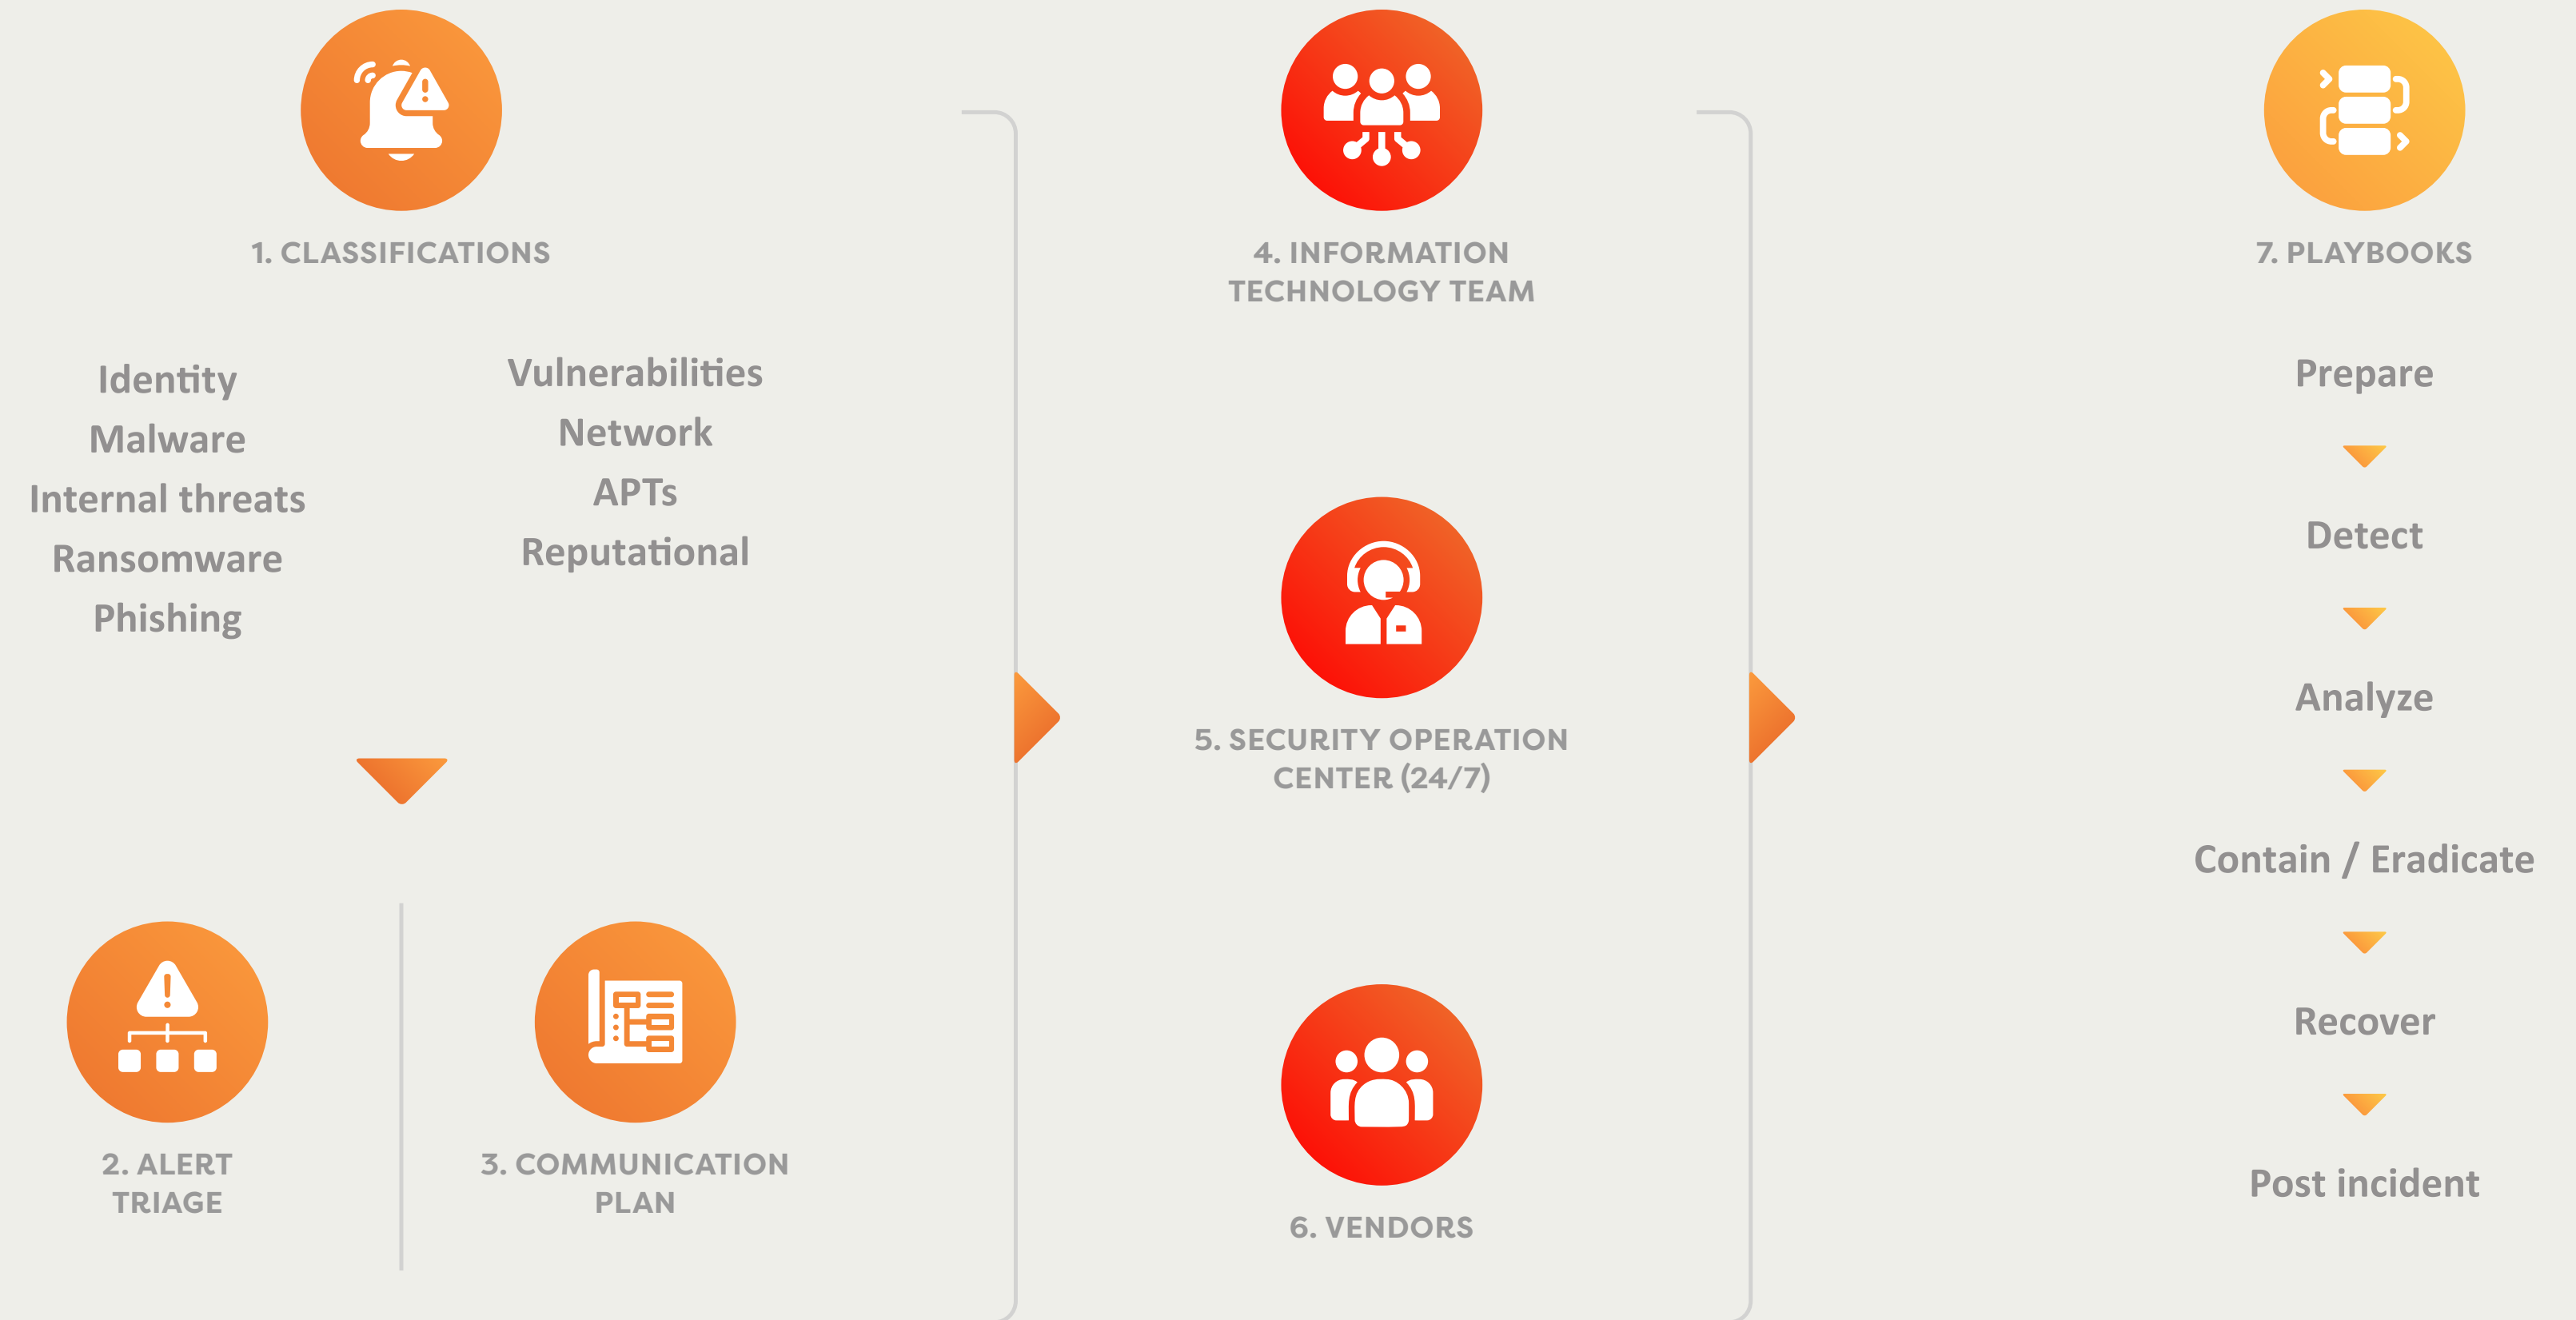 1. CLASSIFICATIONS
Identity
Malware
Internal threats
Ransomware
Phishing
Vulnerabilities
Network
APTs
Reputational
2. ALERT
TRIAGE
3. COMMUNICATION
PLAN
4. INFORMATION
TECHNOLOGY TEAM
5. SECURITY OPERATION
CENTER (24/7)
6. VENDORS
7. PLAYBOOKS
Prepare
Detect
Analyze
Contain / Eradicate
Recover
Post incident